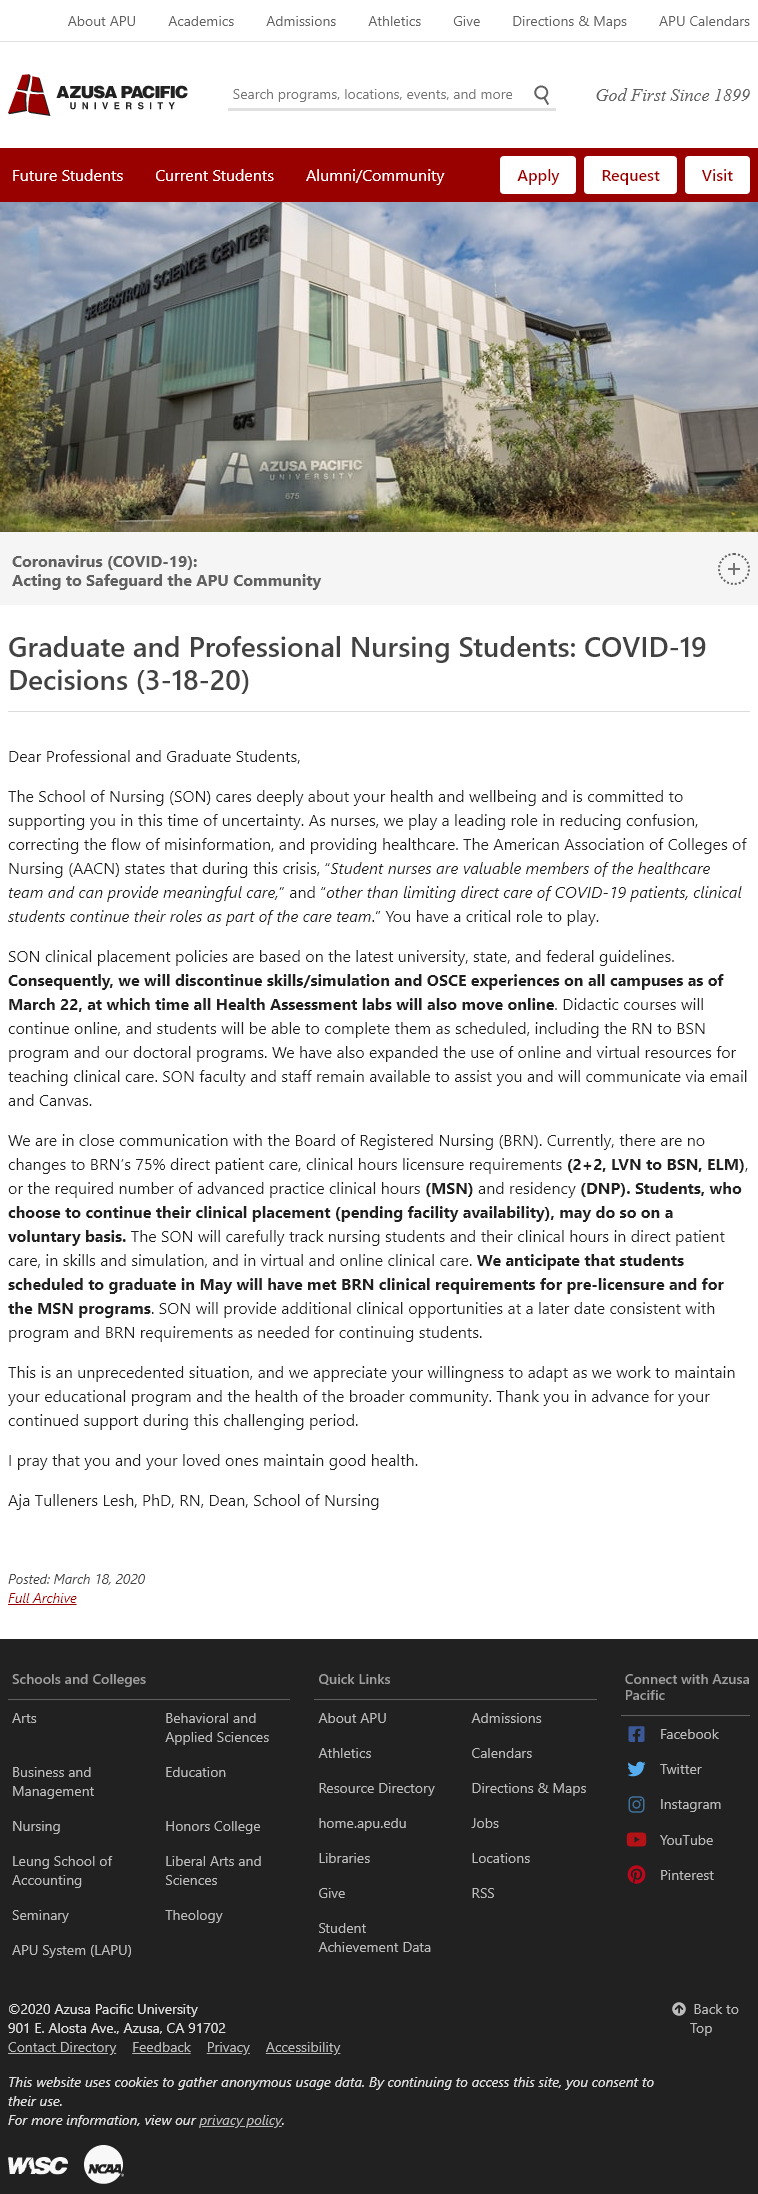 About APU
Academics
Admissions
Athletics
Give
Directions & Maps
APU Calendars
AZUSA PACIFIC
UNIVERSITY
Search programs, locations, events, and more
God First Since 1899
Future Students
Current Students
Alumni/Community
Apply
Request
Visit
SEGERSTROM SCIENCE CENTER
675
AZUSA PACIFIC
UNIVERSITY
675
Coronavirus (COVID-19):
Acting to Safeguard the APU Community
Graduate and Professional Nursing Students: COVID-19
Decisions (3-18-20)
Dear Professional and Graduate Students,
The School of Nursing (SON) cares deeply about your health and wellbeing and is committed to
supporting you in this time of uncertainty. As nurses, we play a leading role in reducing confusion,
correcting the flow of misinformation, and providing healthcare. The American Association of Colleges of
Nursing (AACN) states that during this crisis, “Student nurses are valuable members of the healthcare
team and can provide meaningful care,” and “other than limiting direct care of COVID-19 patients, clinical
students continue their roles as part of the care team.” You have a critical role to play.
SON clinical placement policies are based on the latest university, state, and federal guidelines.
Consequently, we will discontinue skills/simulation and OSCE experiences on all campuses as of
March 22, at which time all Health Assessment labs will also move online. Didactic courses will
continue online, and students will be able to complete them as scheduled, including the RN to BSN
program and our doctoral programs. We have also expanded the use of online and virtual resources for
teaching clinical care. SON faculty and staff remain available to assist you and will communicate via email
and Canvas.
We are in close communication with the Board of Registered Nursing (BRN). Currently, there are no
changes to BRN’s 75% direct patient care, clinical hours licensure requirements (2+2, LVN to BSN, ELM),
or the required number of advanced practice clinical hours (MSN) and residency (DNP). Students, who
choose to continue their clinical placement (pending facility availability), may do so on a
voluntary basis. The SON will carefully track nursing students and their clinical hours in direct patient
care, in skills and simulation, and in virtual and online clinical care. We anticipate that students
scheduled to graduate in May will have met BRN clinical requirements for pre-licensure and for
the MSN programs. SON will provide additional clinical opportunities at a later date consistent with
program and BRN requirements as needed for continuing students.
This is an unprecedented situation, and we appreciate your willingness to adapt as we work to maintain
your educational program and the health of the broader community. Thank you in advance for your
continued support during this challenging period.
I pray that you and your loved ones maintain good health.
Aja Tulleners Lesh, PhD, RN, Dean, School of Nursing
Posted: March 18, 2020
Full Archive
Schools and Colleges
Arts
Behavioral and
Applied Sciences
Business and
Management
Education
Nursing
Honors College
Leung School of
Accounting
Liberal Arts and
Sciences
Seminary
Theology
APU System (LAPU)
Quick Links
About APU
Admissions
Athletics
Calendars
Resource Directory
Directions & Maps
home.apu.edu
Jobs
Libraries
Locations
Give
RSS
Student
Achievement Data
Connect with Azusa
Pacific
Facebook
Twitter
Instagram
YouTube
Pinterest
©2020 Azusa Pacific University
901 E. Alosta Ave., Azusa, CA 91702
Contact Directory
Feedback
Privacy
Accessibility
Back to
Top
This website uses cookies to gather anonymous usage data. By continuing to access this site, you consent to
their use.
For more information, view our privacy policy.
WASC
NCAA